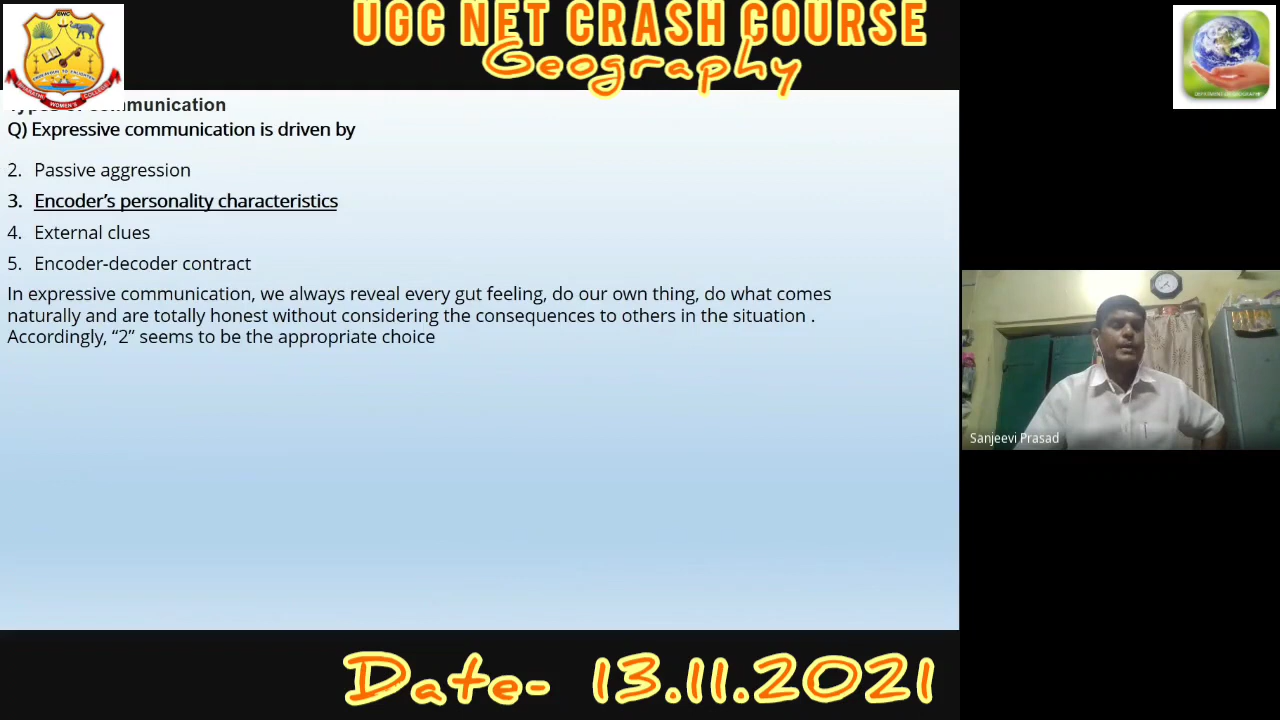 UGC NET CRASH COURSE
Geography
Types of Communication
Q) Expressive communication is driven by
2. Passive aggression
3. Encoder’s personality characteristics
4. External clues
5. Encoder-decoder contract
In expressive communication, we always reveal every gut feeling, do our own thing, do what comes
naturally and are totally honest without considering the consequences to others in the situation .
Accordingly, “2” seems to be the appropriate choice
Sanjeevi Prasad
Date- 13.11.2021